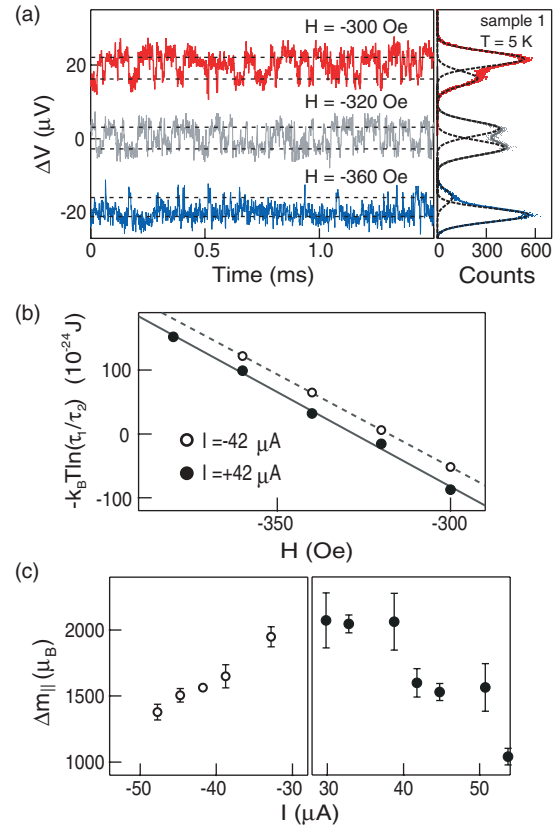 (a)
H = -300 Oe
sample 1
T = 5 K
20
H = -320 Oe
0
ΔV (μV)
H = -360 Oe
-20
0 0.5 1.0
0 300 600
Time (ms)
Counts
(b)
-k_BTln(τ_1/τ_2) (10^-24J)
100
0
-100
I =-42 μA
I =+42 μA
-350 -300
H (Oe)
(c)
Δm_|| (μ_B)
2000
1500
1000
-50 -40 -30 30 40 50
I (μA)